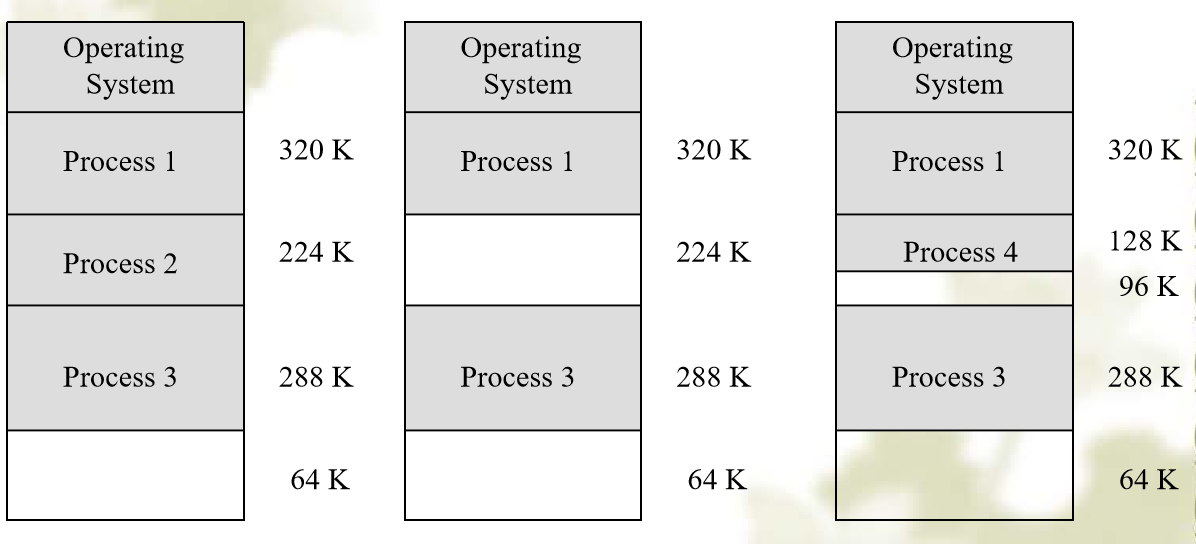 Operating
System
Process 1
320 K
Process 2
224 K
Process 3
288 K
64 K
Operating
System
Process 1
320 K
224 K
Process 3
288 K
64 K
Operating
System
Process 1
320 K
Process 4
128 K
96 K
Process 3
288 K
64 K